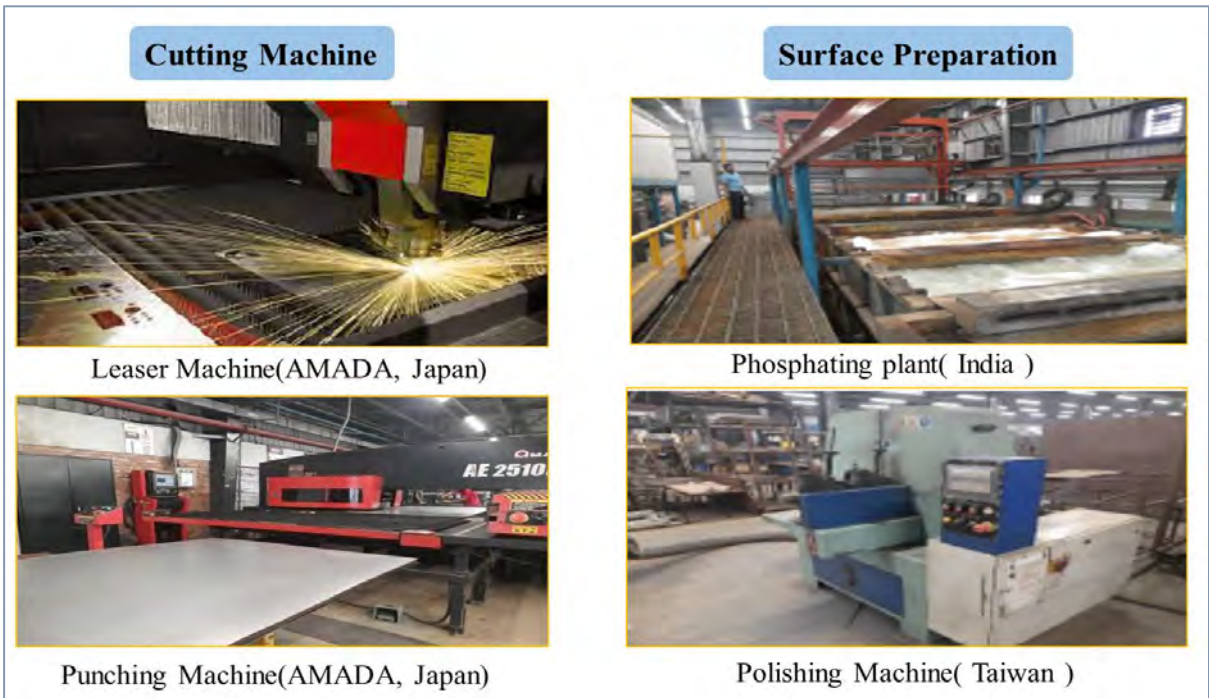 Cutting Machine
Surface Preparation
Leaser Machine(AMADA, Japan)
Phosphating plant( India )
AE 2510
Punching Machine(AMADA, Japan)
Polishing Machine( Taiwan )